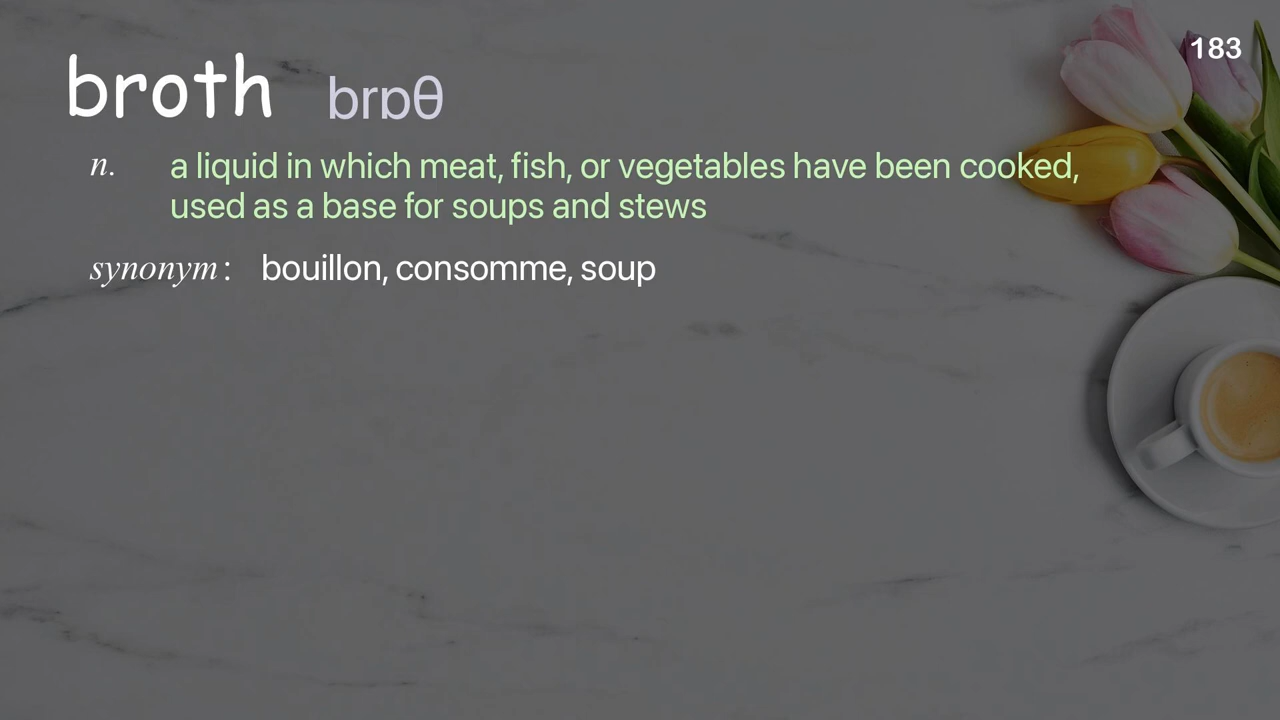 183
broth brɒθ
n. a liquid in which meat, fish, or vegetables have been cooked,
used as a base for soups and stews
synonym: bouillon, consomme, soup